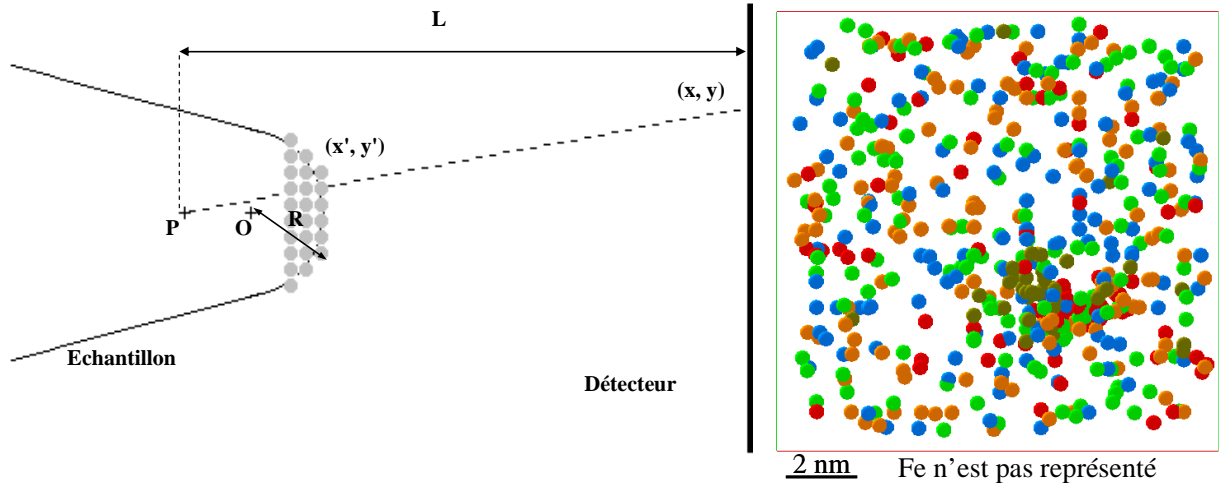 L
(x, y)
(x', y')
P
O
R
Echantillon
Détecteur
2 nm
Fe n’est pas représenté